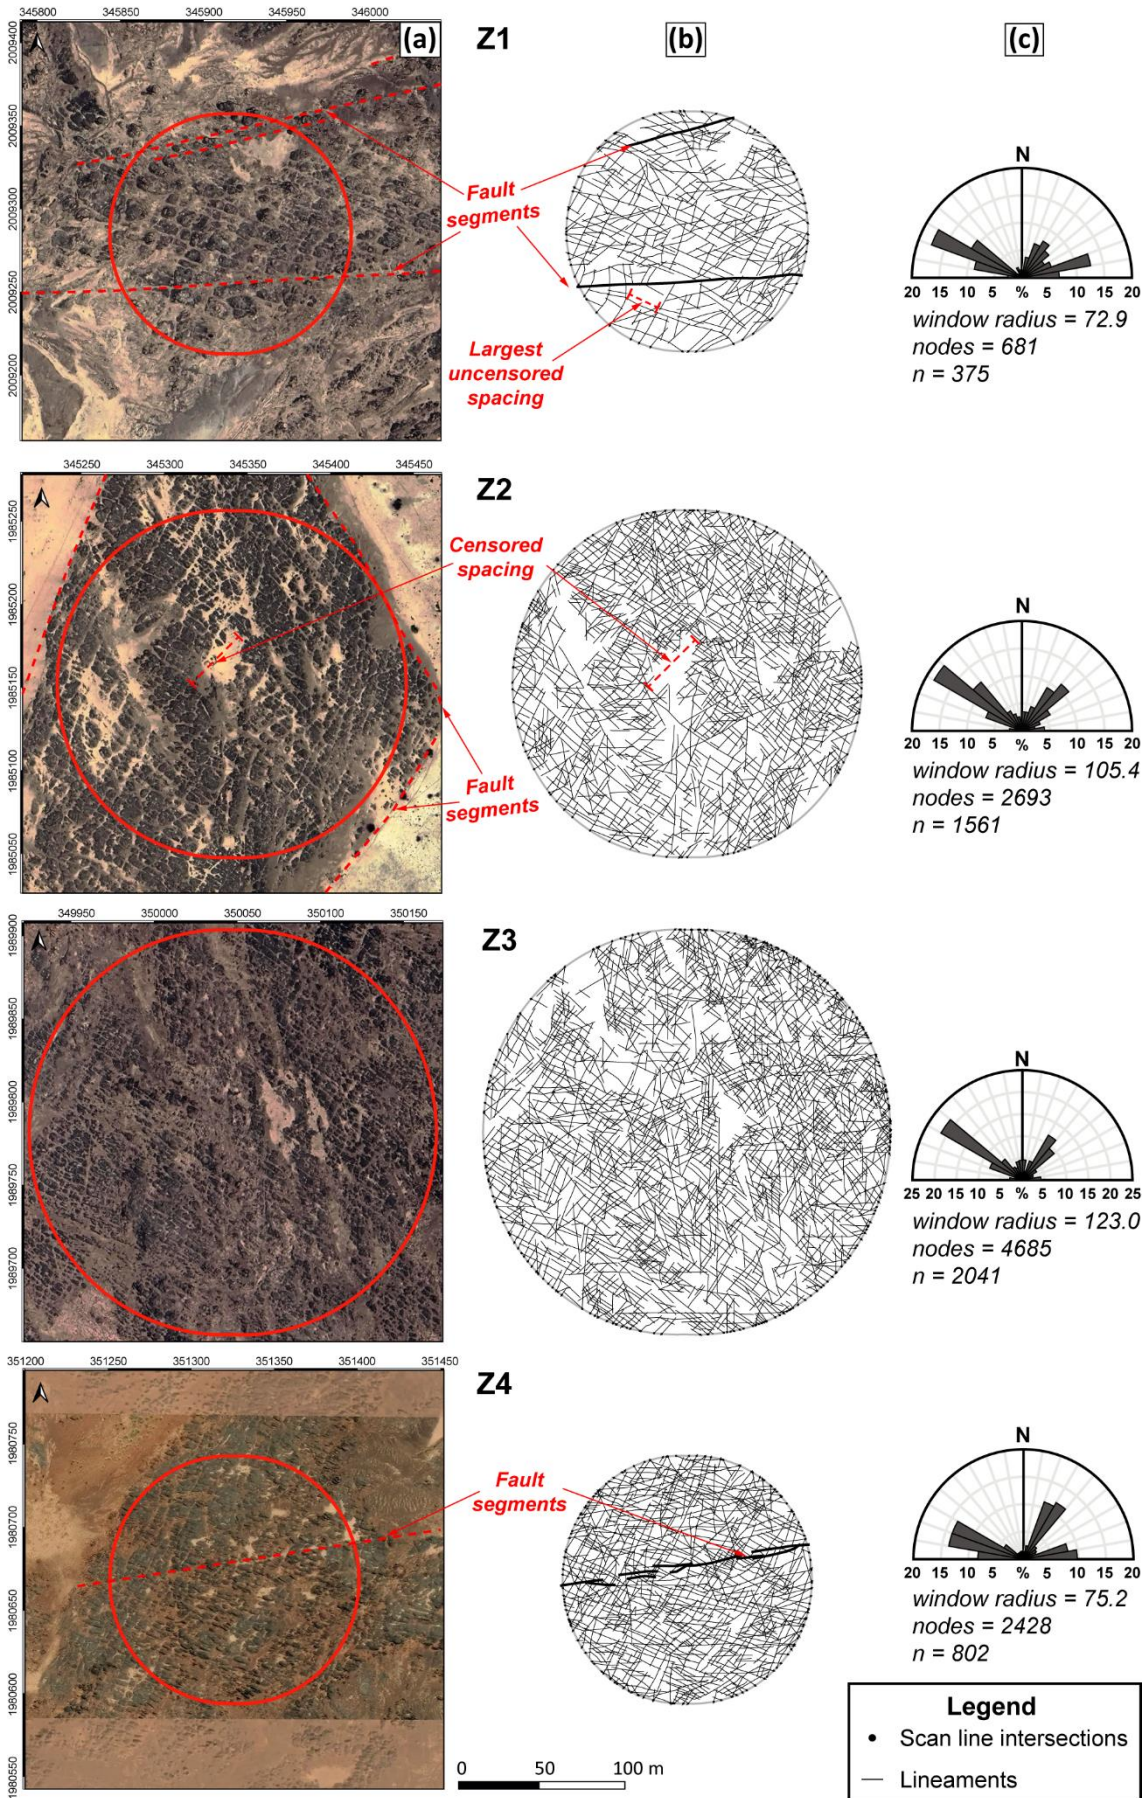 345800 345850 345920 345960 346040
(a)
Z1
(b)
(c)
2009400
2009350
2009300
2009250
2009200
Fault
segments
Largest
uncensored
spacing
N
20 15 10 5 % 5 10 15 20
window radius = 72.9
nodes = 681
n = 375
345250 345300 345350 345400 345450
Z2
1985250
1985200
1985150
1985100
1985050
Censored
spacing
Fault
segments
N
20 15 10 5 % 5 10 15 20
window radius = 105.4
nodes = 2693
n = 1561
349950 350000 350050 350100 350150
Z3
1989900
1989850
1989800
1989750
1989700
N
25 20 15 10 5 % 5 10 15 20 25
window radius = 123.0
nodes = 4685
n = 2041
351200 351250 351300 351350 351400 351450
Z4
1980750
1980700
1980650
1980600
1980550
Fault
segments
N
20 15 10 5 % 5 10 15 20
window radius = 75.2
nodes = 2428
n = 802
0 50 100 m
Legend
Scan line intersections
Lineaments